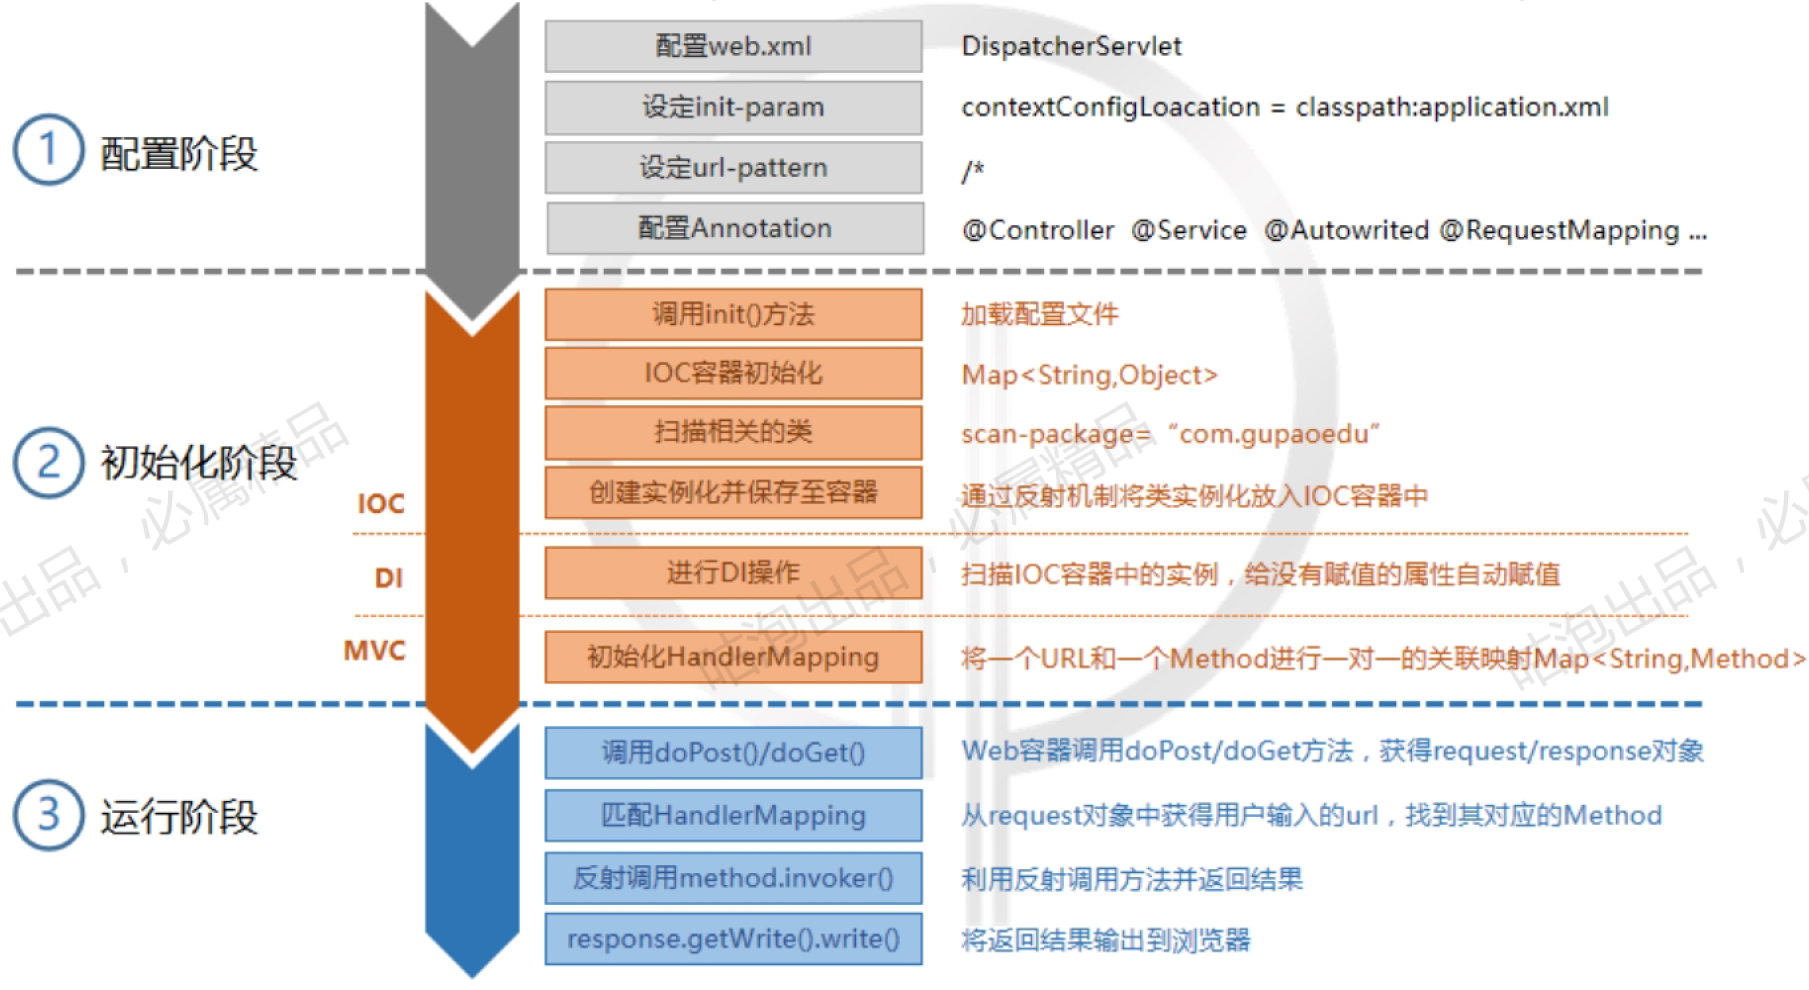 配置web.xml DispatcherServlet
设定init-param contextConfigLoacation = classpath:application.xml
① 配置阶段
设定url-pattern /*
配置Annotation @Controller @Service @Autowrited @RequestMapping ...
调用init()方法 加载配置文件
IOC容器初始化 Map<String,Object>
扫描相关的类 scan-package= “com.gupaoedu”
② 初始化阶段
IOC
创建实例化并保存至容器 通过反射机制将类实例化放入IOC容器中
DI 进行DI操作 扫描IOC容器中的实例，给没有赋值的属性自动赋值
MVC 初始化HandlerMapping 将一个URL和一个Method进行一对一的关联映射Map<String,Method>
调用doPost()/doGet() Web容器调用doPost/doGet方法，获得request/response对象
③ 运行阶段
匹配HandlerMapping 从request对象中获得用户输入的url，找到其对应的Method
反射调用method.invoker() 利用反射调用方法并返回结果
response.getWrite().write() 将返回结果输出到浏览器
出品，必属精品
咕泡出品，必属精品
咕泡出品，必属